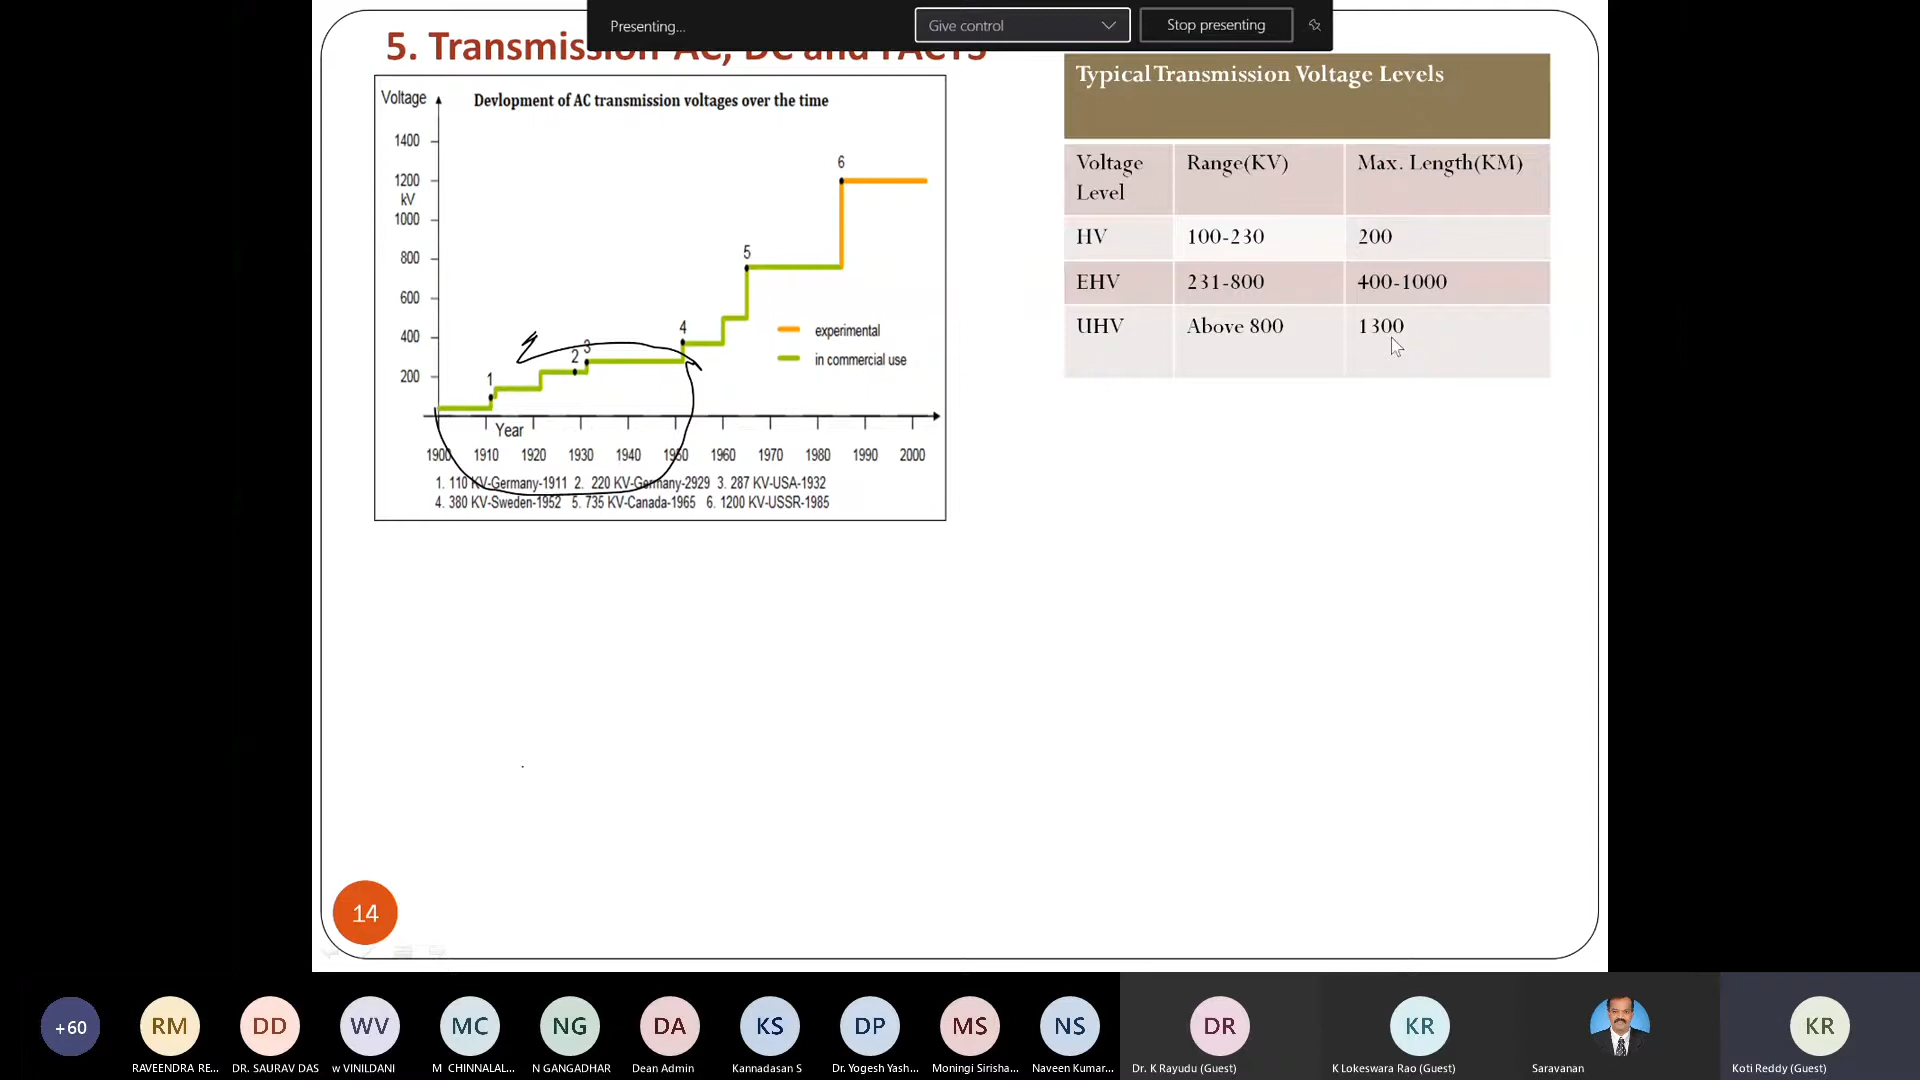 Presenting...
Give control
Stop presenting
5. Transmission-AC, DC and FACTS
Voltage
Devlopment of AC transmission voltages over the time
1400
1200
kV
1000
800
600
400
200
1
2
3
4
5
6
experimental
in commercial use
Year
1900 1910 1920 1930 1940 1950 1960 1970 1980 1990 2000
1. 110 KV-Germany-1911 2. 220 KV-Germany-2929 3. 287 KV-USA-1932
4. 380 KV-Sweden-1952 5. 735 KV-Canada-1965 6. 1200 KV-USSR-1985
Typical Transmission Voltage Levels
Voltage Level Range(KV) Max. Length(KM)
HV 100-230 200
EHV 231-800 400-1000
UHV Above 800 1300
14
+60 RM DD WV MC NG DA KS DP MS NS DR KR KR
RAVEENDRA RE... DR. SAURAV DAS w VINILDANI M CHINNALAL... N GANGADHAR Dean Admin Kannadasan S Dr. Yogesh Yash... Moningi Sirisha... Naveen Kumar... Dr. K Rayudu (Guest) K Lokeswara Rao (Guest) Saravanan Koti Reddy (Guest)